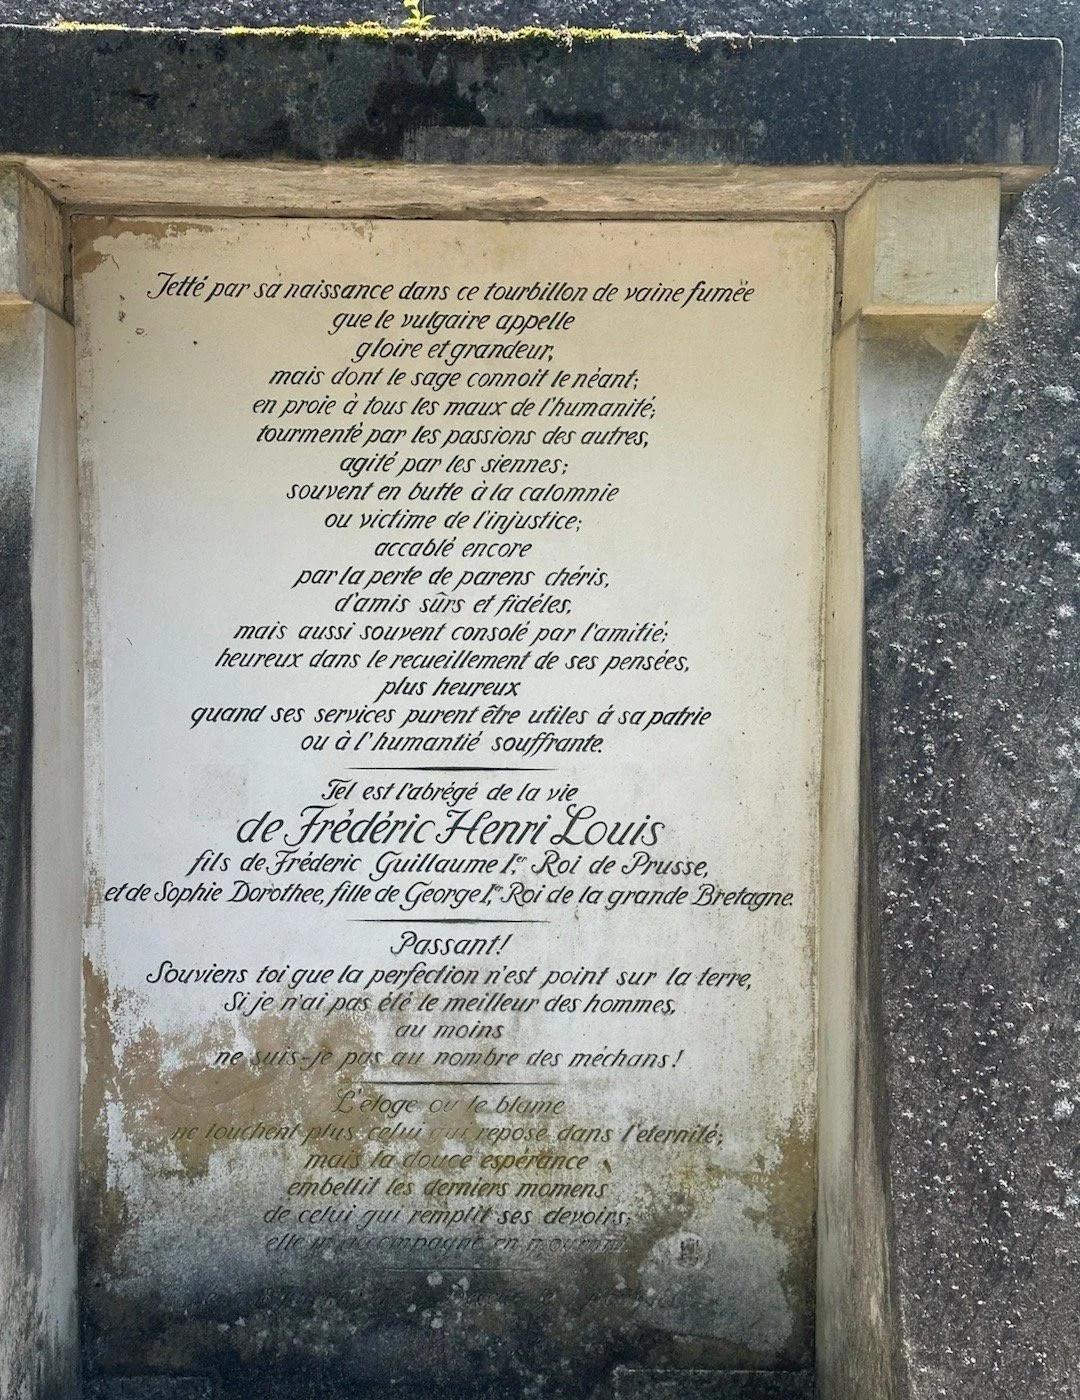 Jetté par sa naissance dans ce tourbillon de vaine fumëe
que le vulgaire appelle
gloire et grandeur,
mais dont le sage connoit le néant;
en proie à tous les maux de l'humanité;
tourmenté par les passions des autres,
agité par les siennes;
souvent en butte à la calomnie
ou victime de l'injustice;
accablé encore
par la perte de parens chéris,
d'amis sûrs et fidéles,
mais aussi souvent consolé par l'amitié;
heureux dans le recueillement de ses pensées,
plus heureux
quand ses services purent être utiles á sa patrie
ou à l'humantié souffrante.
Tel est l'abrégé de la vie
de Frédéric Henri Louis
fils de Fréderic Guillaume I,er Roi de Prusse,
et de Sophie Dorothee, fille de George I,er Roi de la grande Bretagne.
Passant!
Souviens toi que la perfection n'est point sur la terre,
Si je n'ai pas été le meilleur des hommes,
au moins
ne suis-je pas au nombre des méchans!
L'éloge ou le blame
ne touchent plus celui qui repose dans l'eternité;
mais la douce espérance
embellit les derniers momens
de celui qui remplit ses devoirs;
elle m'accompagne en mourant.